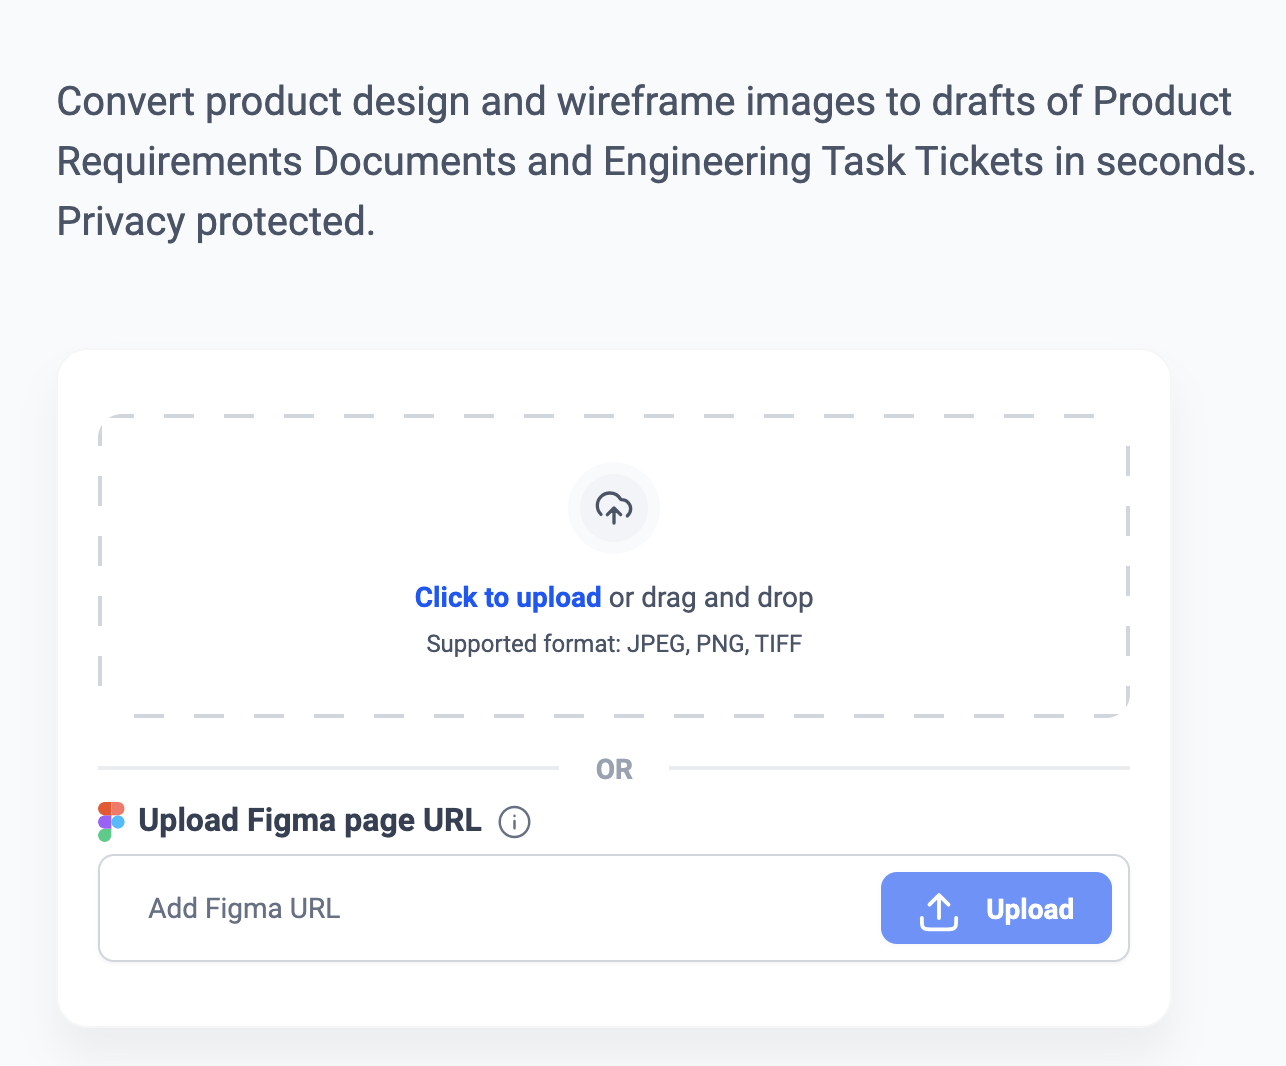 Convert product design and wireframe images to drafts of Product
Requirements Documents and Engineering Task Tickets in seconds.
Privacy protected.
Click to upload or drag and drop
Supported format: JPEG, PNG, TIFF
OR
Upload Figma page URL
Add Figma URL
Upload